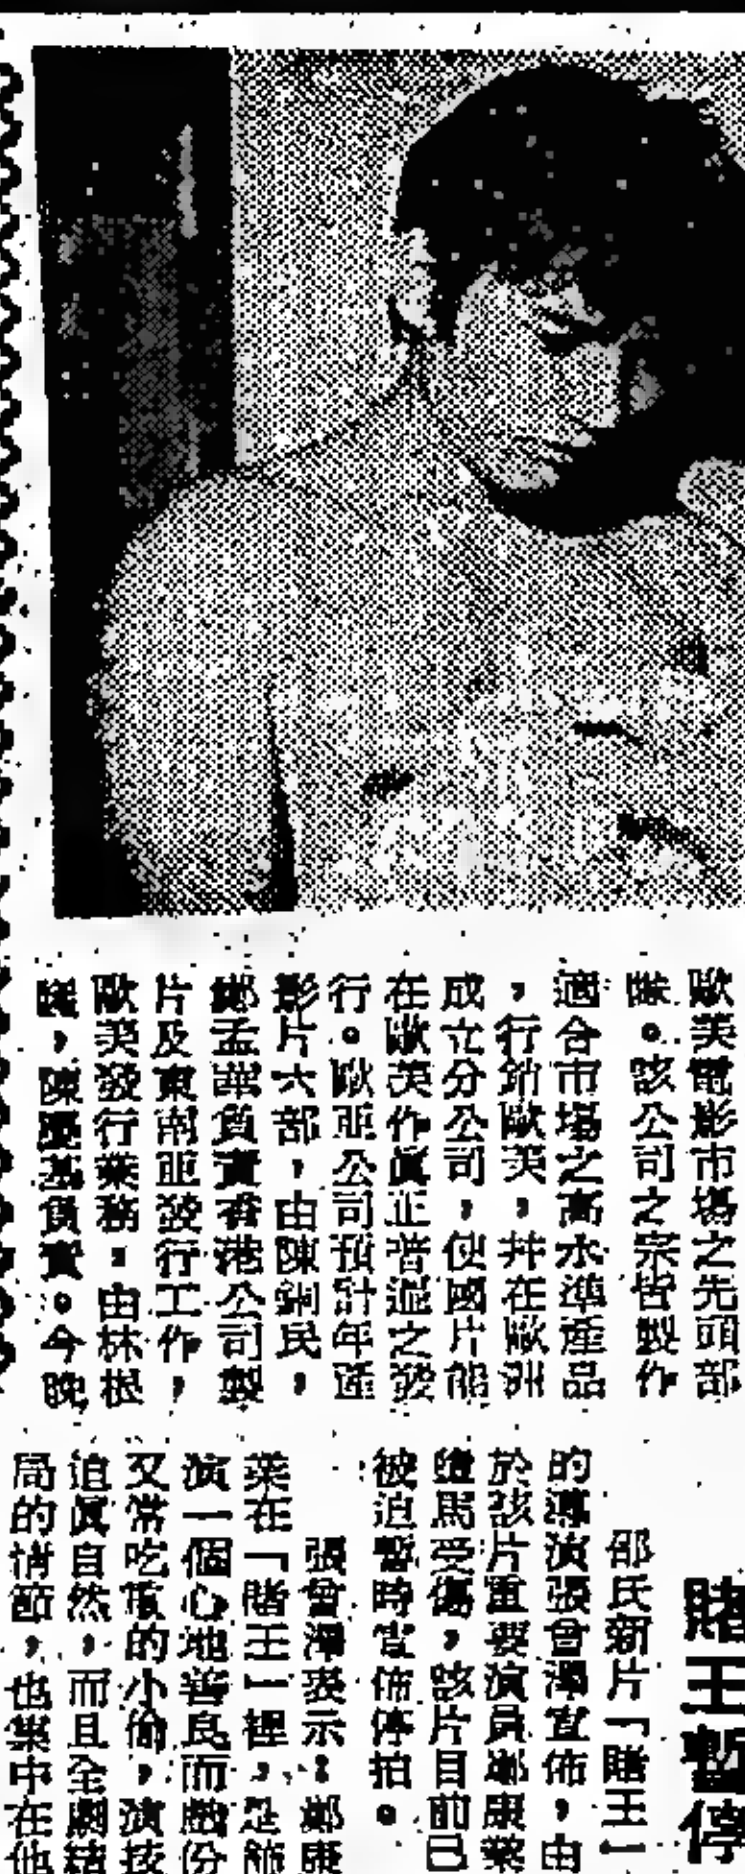 歐美電影市場之先頭部
隊。該公司之宗旨製作
適合市場之高水準產品
，行銷歐美，并在歐洲
成立分公司，使國片能
在歐美作眞正普遍之發
行。歐亞公司預計年產
影片六部，由陳銅民，
鄭孟華負責香港公司製
片及東南亞發行工作，
歐美發行業務，由林根
，陳慶基負責。今晚
賭王暫停
邵氏新片「賭王」
的導演張曾澤宣佈，由
於該片重要演員鄭康業
墮馬受傷，該片目前已
被迫暫時宣佈停拍。
張曾澤表示：鄭康
業在「賭王」裡，是飾
演一個心地善良而戲份
又常吃重的小偷，演技
迫眞自然，而且全劇結
局的情節，也集中在他